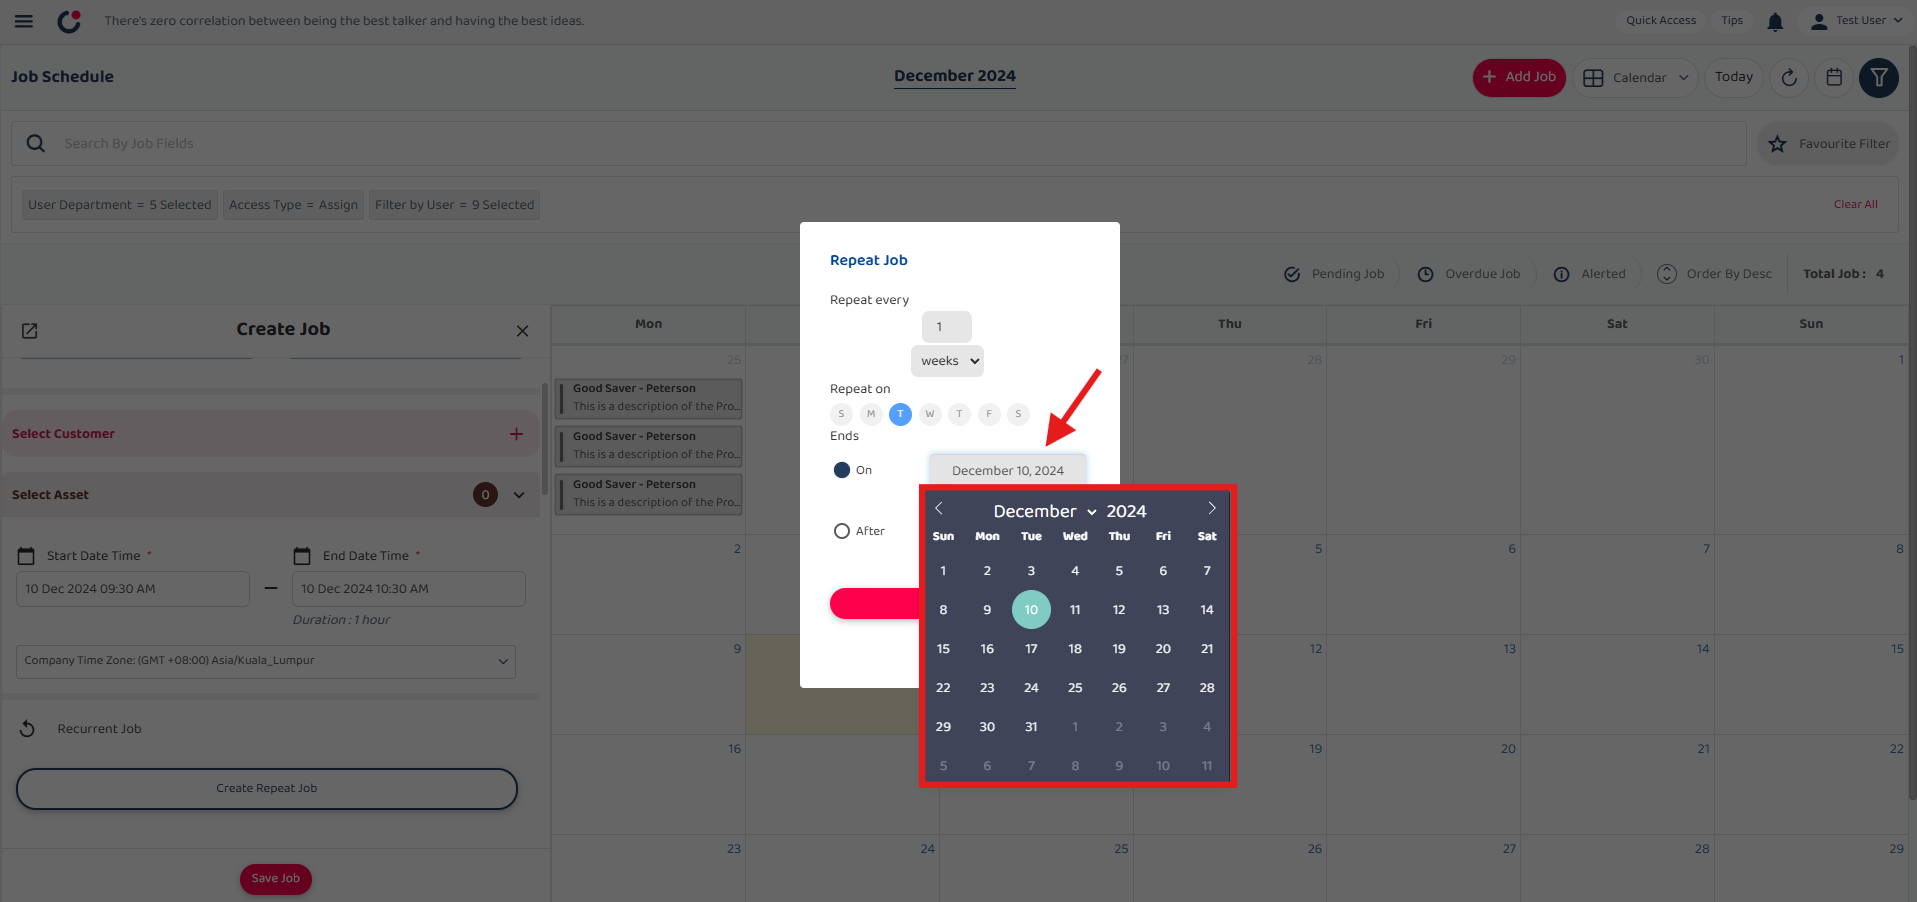 There's zero correlation between being the best talker and having the best ideas.
Quick Access Tips Test User
Job Schedule
December 2024
Add Job Calendar Today
Search By Job Fields
Favourite Filter
User Department = 5 Selected Access Type = Assign Filter by User = 9 Selected
Clear All
Pending Job Overdue Job Alerted Order By Desc Total Job : 4
Create Job
Select Customer
Select Asset 0
Start Date Time * End Date Time *
10 Dec 2024 09:30 AM 10 Dec 2024 10:30 AM
Duration : 1 hour
Company Time Zone: (GMT +08:00) Asia/Kuala_Lumpur
Recurrent Job
Create Repeat Job
Save Job
Mon Thu Fri Sat Sun
25 27 28 29 30 1
Good Saver - Peterson
This is a description of the Pro...
Good Saver - Peterson
This is a description of the Pro...
Good Saver - Peterson
This is a description of the Pro...
2 5 6 7 8
9 12 13 14 15
16 19 20 21 22
23 24 25 26 27 28 29
Repeat Job
Repeat every
1
weeks
Repeat on
S M T W T F S
Ends
On December 10, 2024
After
December 2024
Sun Mon Tue Wed Thu Fri Sat
1 2 3 4 5 6 7
8 9 10 11 12 13 14
15 16 17 18 19 20 21
22 23 24 25 26 27 28
29 30 31 1 2 3 4
5 6 7 8 9 10 11